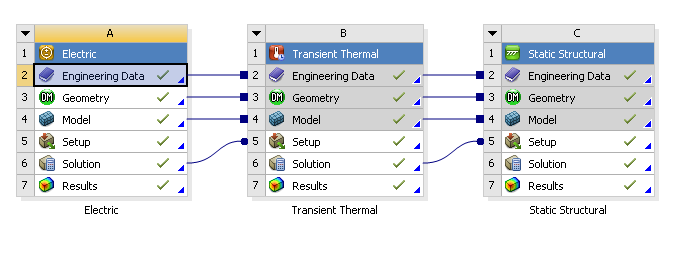 A B C
1 Electric 1 Transient Thermal 1 Static Structural
2 Engineering Data 2 Engineering Data 2 Engineering Data
3 DM Geometry 3 DM Geometry 3 DM Geometry
4 Model 4 Model 4 Model
5 Setup 5 Setup 5 Setup
6 Solution 6 Solution 6 Solution
7 Results 7 Results 7 Results
Electric Transient Thermal Static Structural